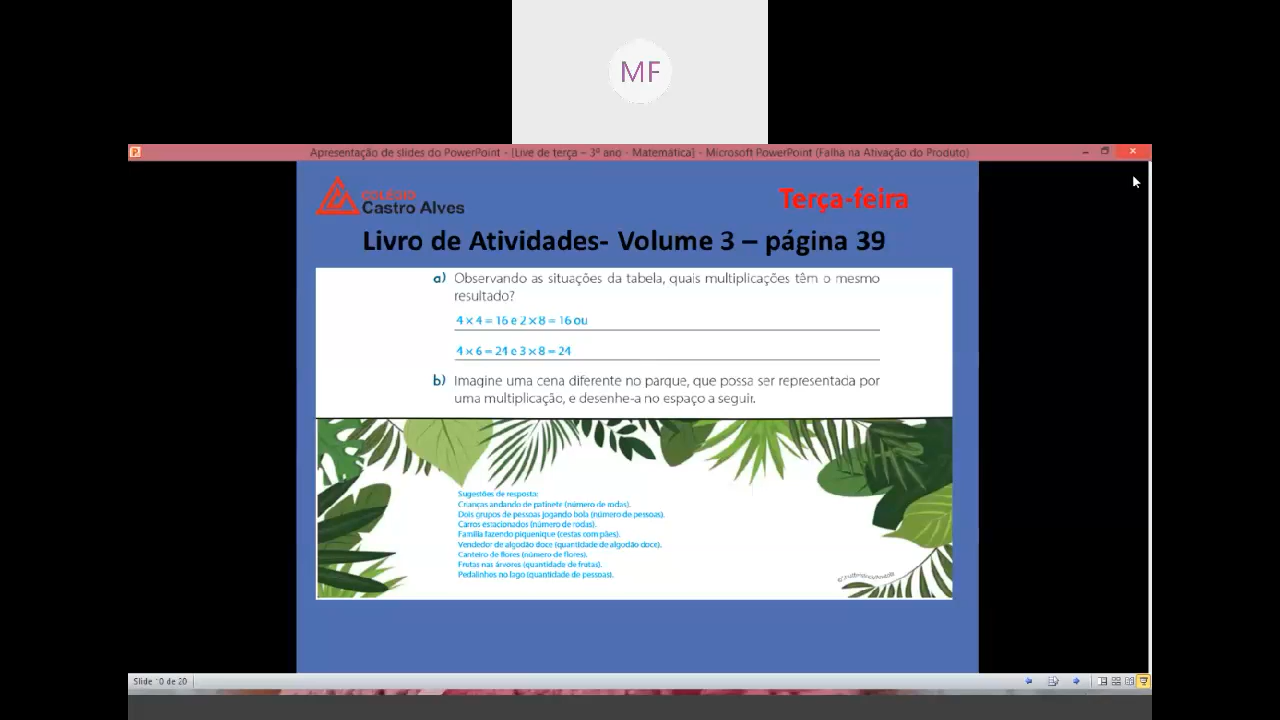 MF
Apresentação de slides do PowerPoint - [Live de terça – 3º ano - Matemática] - Microsoft PowerPoint (Falha na Ativação do Produto)
COLÉGIO
Castro Alves
Terça-feira
Livro de Atividades- Volume 3 – página 39
a) Observando as situações da tabela, quais multiplicações têm o mesmo
resultado?
4 × 4 = 16 e 2 × 8 = 16 ou
4 × 6 = 24 e 3 × 8 = 24
b) Imagine uma cena diferente no parque, que possa ser representada por
uma multiplicação, e desenhe-a no espaço a seguir.
Sugestões de resposta:
Crianças andando de patinete (número de rodas).
Dois grupos de pessoas jogando bola (número de pessoas).
Carros estacionados (número de rodas).
Família fazendo piquenique (cestas com pães).
Vendedor de algodão doce (quantidade de algodão doce).
Canteiro de flores (número de flores).
Frutas nas árvores (quantidade de frutas).
Pedalinhos no lago (quantidade de pessoas).
Slide 10 de 20